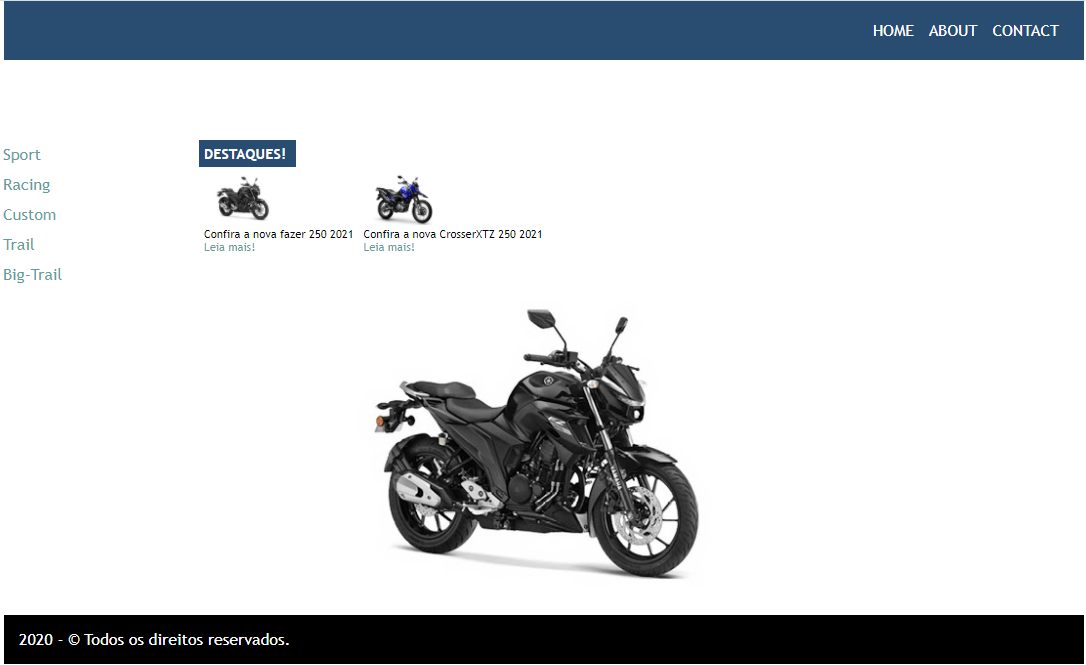 HOME ABOUT CONTACT
Sport
Racing
Custom
Trail
Big-Trail
DESTAQUES!
Confira a nova fazer 250 2021
Leia mais!
Confira a nova CrosserXTZ 250 2021
Leia mais!
2020 - © Todos os direitos reservados.